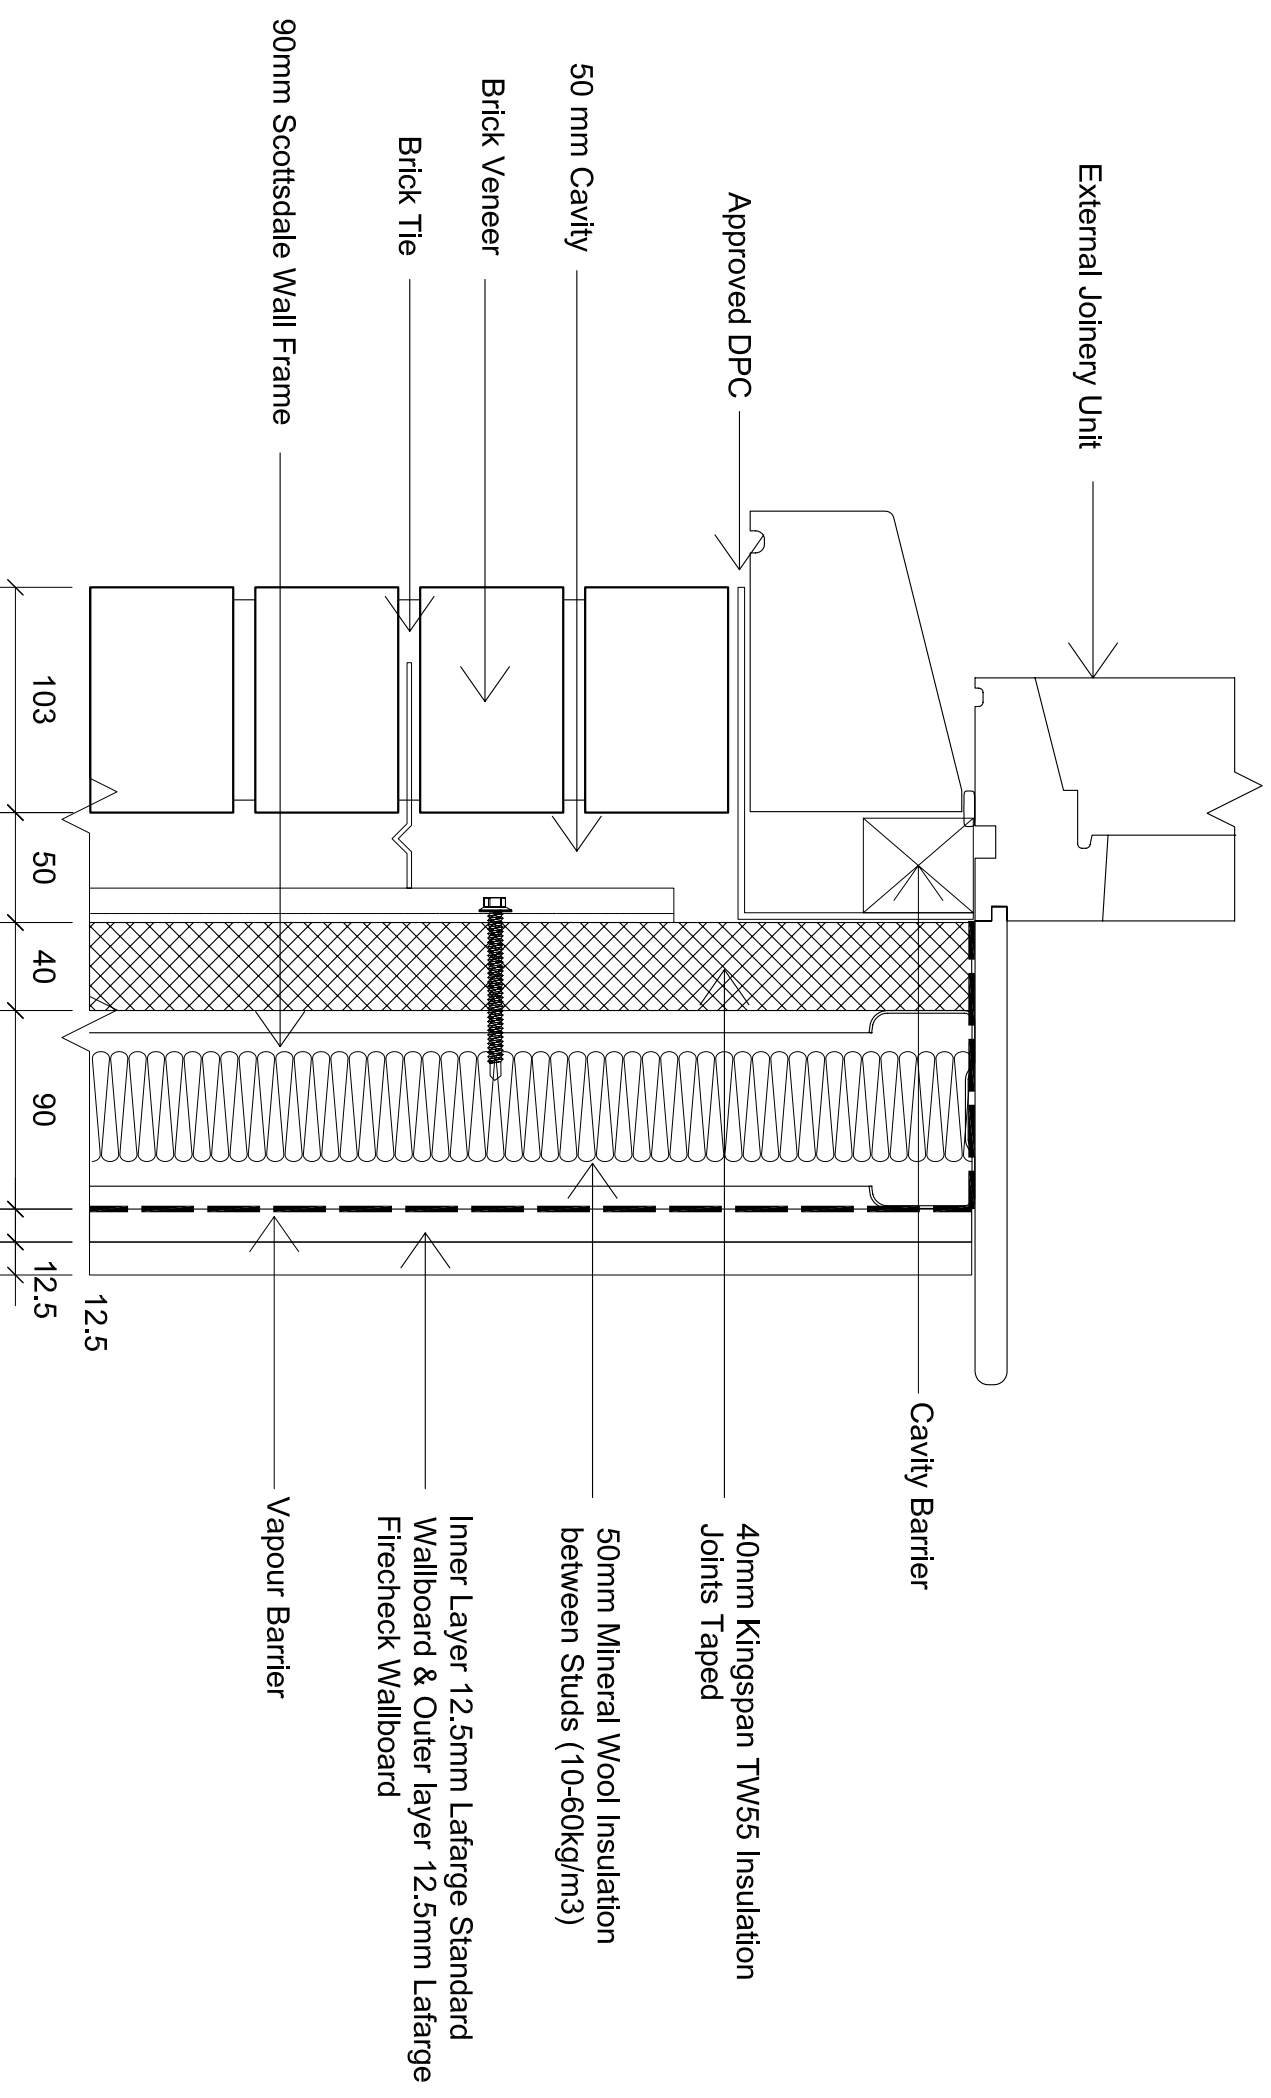 External Joinery Unit
Approved DPC
50 mm Cavity
Brick Veneer
Brick Tie
90mm Scottsdale Wall Frame
Cavity Barrier
40mm Kingspan TW55 Insulation
Joints Taped
50mm Mineral Wool Insulation
between Studs (10-60kg/m3)
Inner Layer 12.5mm Lafarge Standard
Wallboard & Outer layer 12.5mm Lafarge
Firecheck Wallboard
Vapour Barrier
12.5
103
50
40
90
12.5